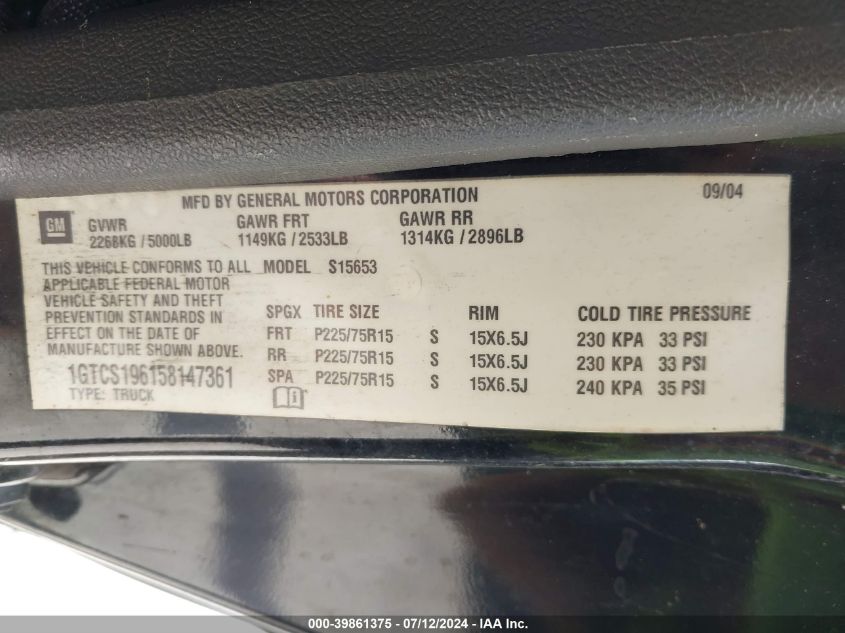 MFD BY GENERAL MOTORS CORPORATION 09/04
GM
GVWR GAWR FRT GAWR RR
2268KG / 5000LB 1149KG / 2533LB 1314KG / 2896LB
THIS VEHICLE CONFORMS TO ALL MODEL S15653
APPLICABLE FEDERAL MOTOR
VEHICLE SAFETY AND THEFT
PREVENTION STANDARDS IN
EFFECT ON THE DATE OF
MANUFACTURE SHOWN ABOVE.
1GTCS196158147361
TYPE: TRUCK
SPGX TIRE SIZE RIM COLD TIRE PRESSURE
FRT P225/75R15 S 15X6.5J 230 KPA 33 PSI
RR P225/75R15 S 15X6.5J 230 KPA 33 PSI
SPA P225/75R15 S 15X6.5J 240 KPA 35 PSI
000-39861375 - 07/12/2024 - IAA Inc.